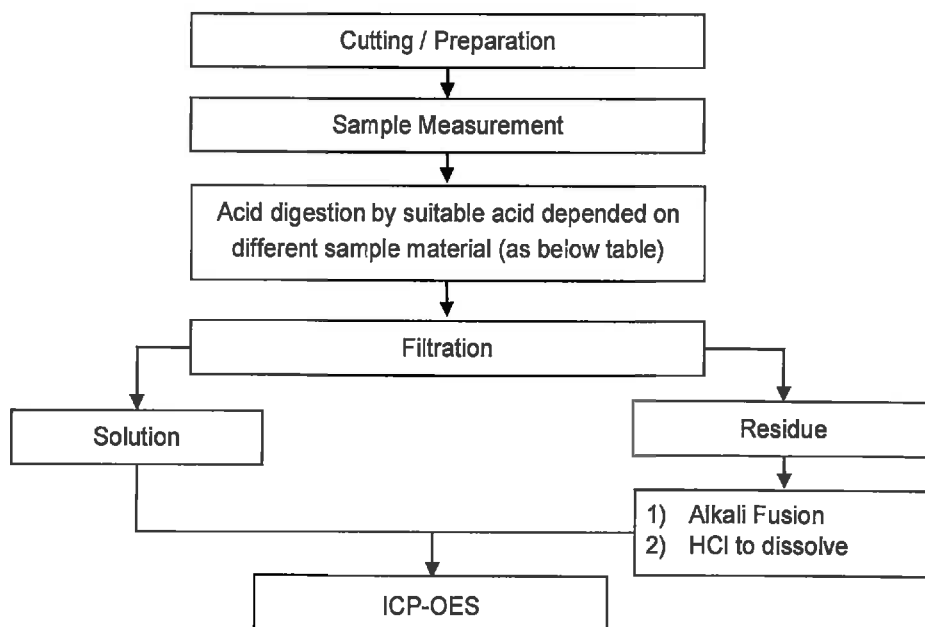 Cutting / Preparation
Sample Measurement
Acid digestion by suitable acid depended on
different sample material (as below table)
Filtration
Solution
Residue
1) Alkali Fusion
2) HCl to dissolve
ICP-OES